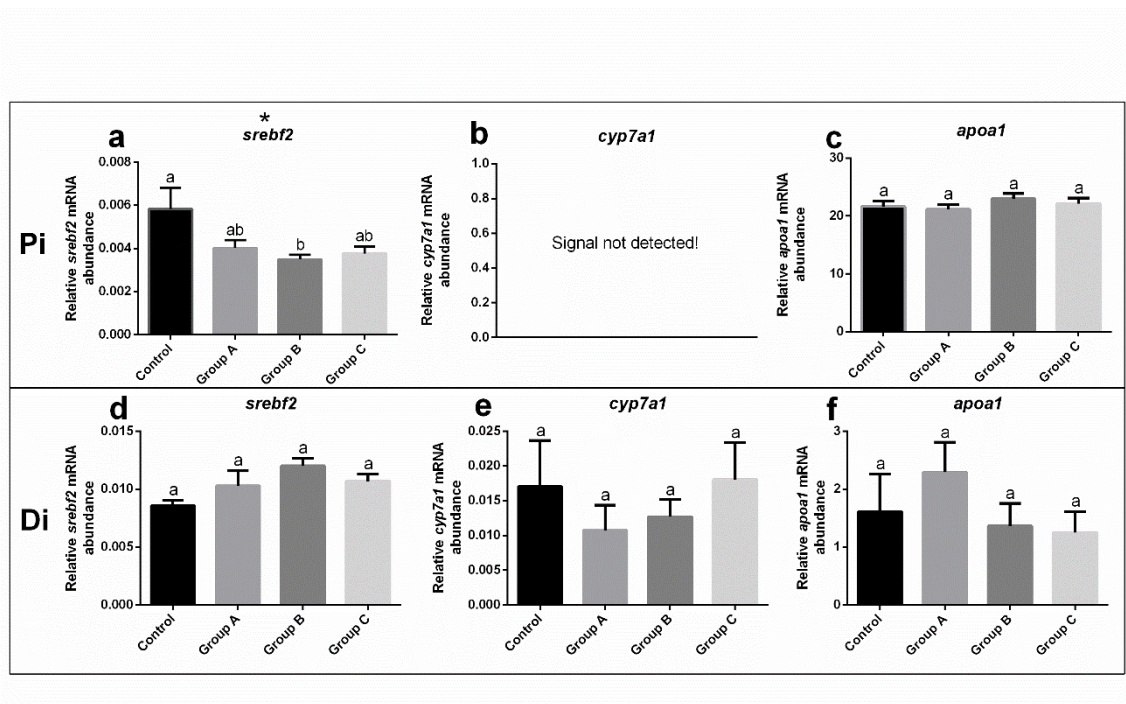 Pi
a
*
srebf2
Relative srebf2 mRNA
abundance
0.008
0.006
0.004
0.002
0.000
a
ab
b
ab
Control
Group A
Group B
Group C
b
cyp7a1
Relative cyp7a1 mRNA
abundance
1.0
0.8
0.6
0.4
0.2
0.0
Signal not detected!
c
apoa1
Relative apoa1 mRNA
abundance
30
20
10
0
a
a
a
a
Control
Group A
Group B
Group C
Di
d
srebf2
Relative srebf2 mRNA
abundance
0.015
0.010
0.005
0.000
a
a
a
a
Control
Group A
Group B
Group C
e
cyp7a1
Relative cyp7a1 mRNA
abundance
0.025
0.020
0.015
0.010
0.005
0.000
a
a
a
a
Control
Group A
Group B
Group C
f
apoa1
Relative apoa1 mRNA
abundance
3
2
1
0
a
a
a
a
Control
Group A
Group B
Group C